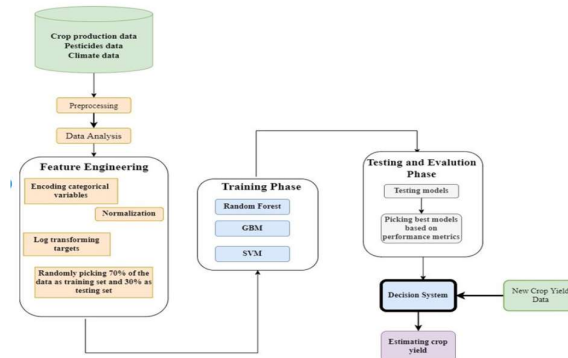 Crop production data
Pesticides data
Climate data
Preprocessing
Data Analysis
Feature Engineering
Encoding categorical
variables
Normalization
Log transforming
targets
Randomly picking 70% of the
data as training set and 30% as
testing set
Training Phase
Random Forest
GBM
SVM
Testing and Evalution
Phase
Testing models
Picking best models
based on
performance metrics
Decision System
New Crop Yield
Data
Estimating crop
yield